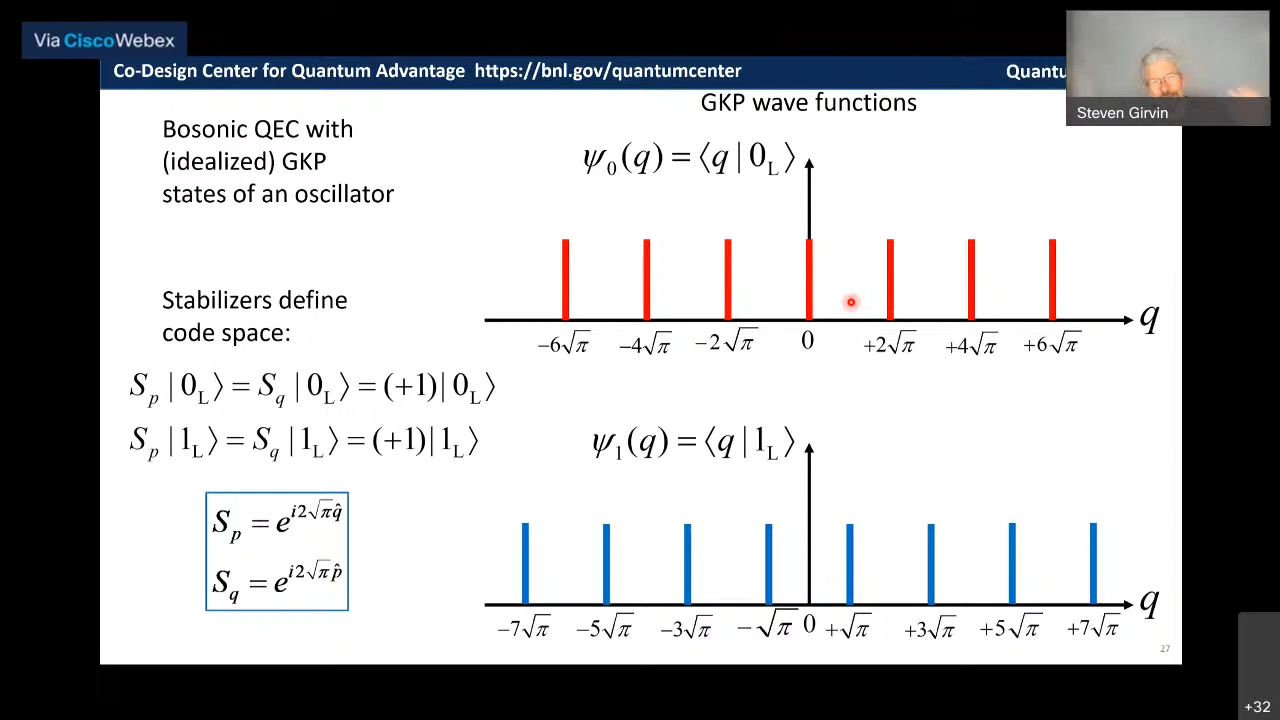 Via Cisco Webex
Co-Design Center for Quantum Advantage https://bnl.gov/quantumcenter
Quantu
Steven Girvin
GKP wave functions
Bosonic QEC with
(idealized) GKP
states of an oscillator
ψ₀(q) = ⟨q | 0_L⟩
q
−6√π −4√π −2√π 0 +2√π +4√π +6√π
Stabilizers define
code space:
S_p | 0_L⟩ = S_q | 0_L⟩ = (+1) | 0_L⟩
S_p | 1_L⟩ = S_q | 1_L⟩ = (+1) | 1_L⟩
S_p = e^{i2√π q̂}
S_q = e^{i2√π p̂}
ψ₁(q) = ⟨q | 1_L⟩
q
−7√π −5√π −3√π −√π 0 +√π +3√π +5√π +7√π
27
+32